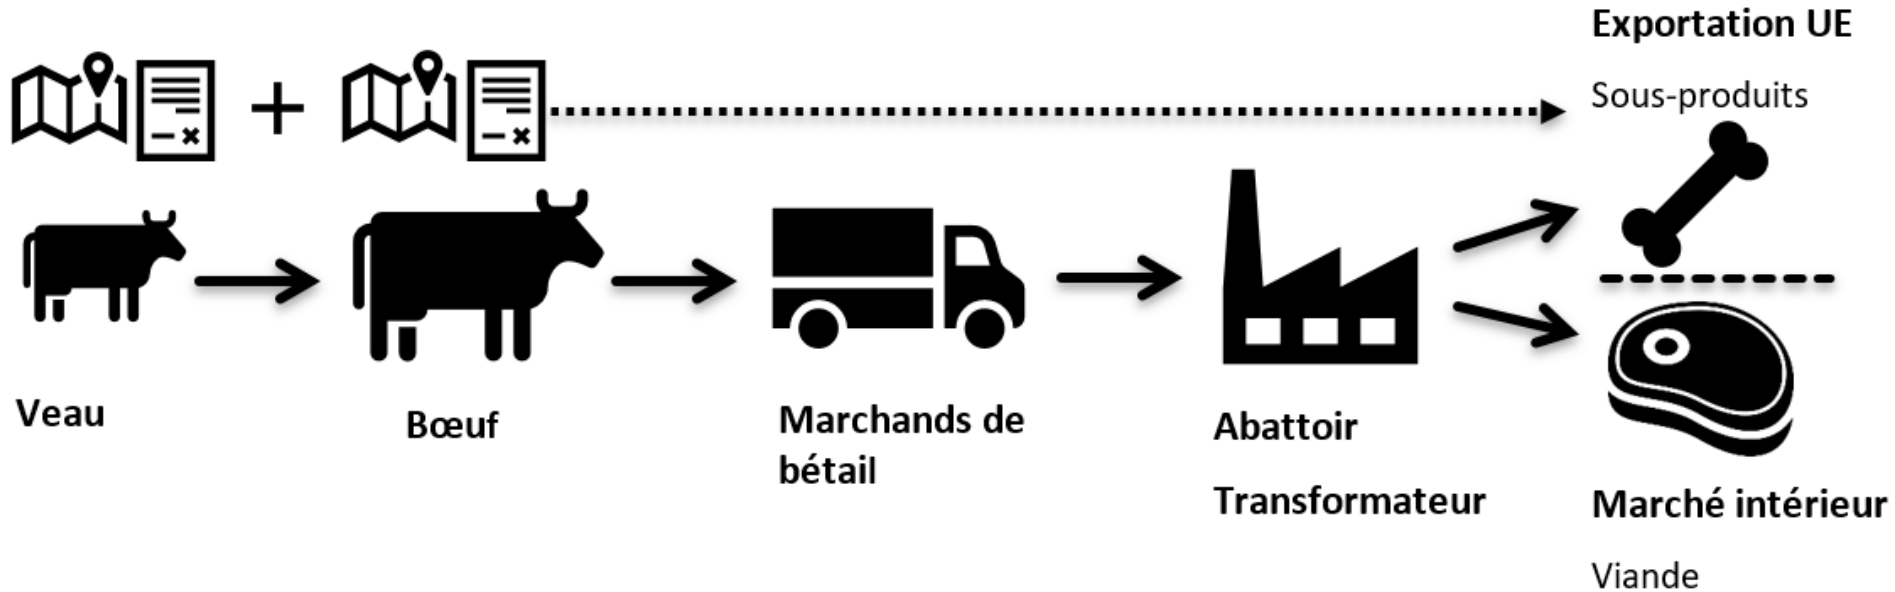 Exportation UE
Sous-produits
Veau
Bœuf
Marchands de
bétail
Abattoir
Transformateur
Marché intérieur
Viande